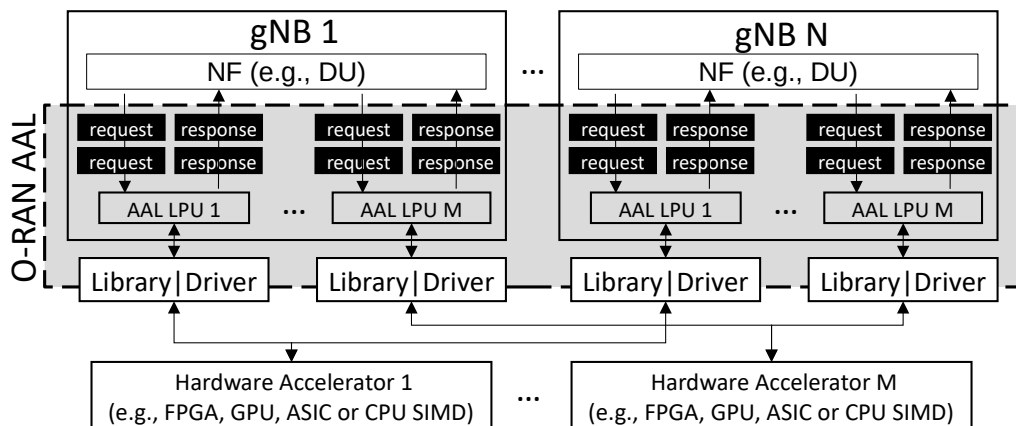 gNB 1
gNB N
NF (e.g., DU)
...
NF (e.g., DU)
O-RAN AAL
request response request response request response request response
request response request response request response request response
AAL LPU 1 ... AAL LPU M AAL LPU 1 ... AAL LPU M
Library|Driver Library|Driver Library|Driver Library|Driver
Hardware Accelerator 1
(e.g., FPGA, GPU, ASIC or CPU SIMD)
...
Hardware Accelerator M
(e.g., FPGA, GPU, ASIC or CPU SIMD)